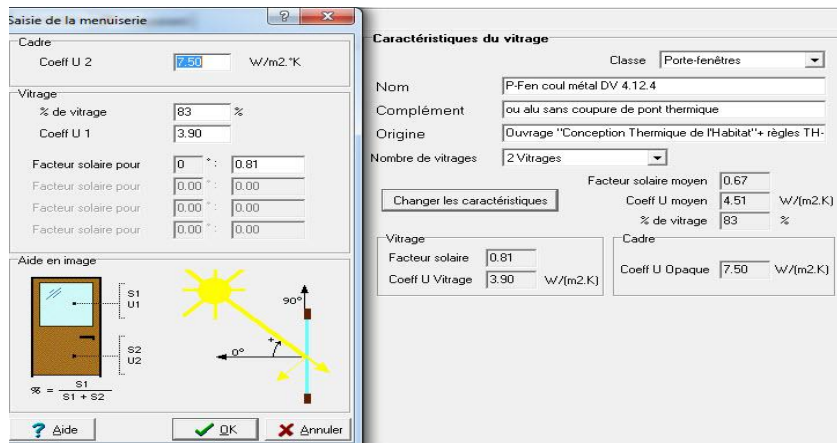 Saisie de la menuiserie
Cadre
Coeff U 2 7.50 W/m2.°K
Vitrage
% de vitrage 83 %
Coeff U 1 3.90
Facteur solaire pour 0 ° : 0.81
Facteur solaire pour 0.00 ° : 0.00
Facteur solaire pour 0.00 ° : 0.00
Facteur solaire pour 0.00 ° : 0.00
Aide en image
S1
U1
S2
U2
% = S1
S1 + S2
90°
+
0°
? Aide
OK
Annuler
Caractéristiques du vitrage
Classe Porte-fenêtres
Nom P-Fen coul métal DV 4.12.4
Complément ou alu sans coupure de pont thermique
Origine Ouvrage "Conception Thermique de l'Habitat"+ règles TH-
Nombre de vitrages 2 Vitrages
Facteur solaire moyen 0.67
Changer les caractéristiques
Coeff U moyen 4.51 W/(m2.K)
% de vitrage 83 %
Vitrage
Facteur solaire 0.81
Coeff U Vitrage 3.90 W/(m2.K)
Cadre
Coeff U Opaque 7.50 W/(m2.K)